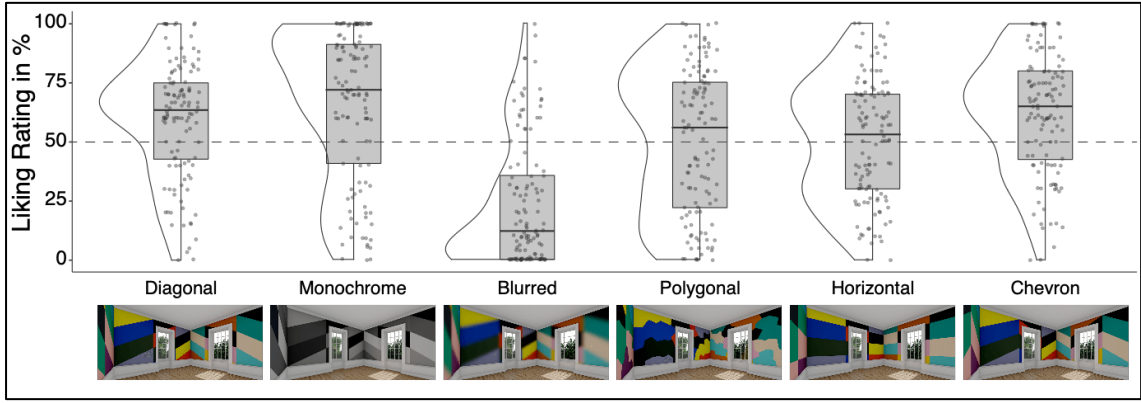 Liking Rating in %
100
75
50
25
0
Diagonal
Monochrome
Blurred
Polygonal
Horizontal
Chevron